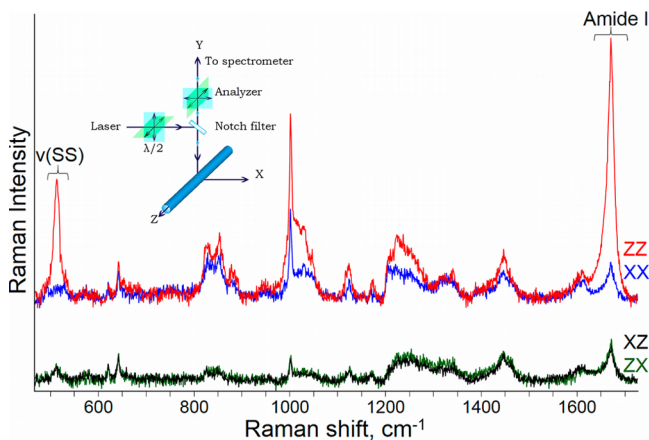 Amide I
Y
To spectrometer
Analyzer
Laser
Notch filter
λ/2
ν(SS)
X
Z
Raman Intensity
ZZ
XX
XZ
ZX
600 800 1000 1200 1400 1600
Raman shift, cm⁻¹